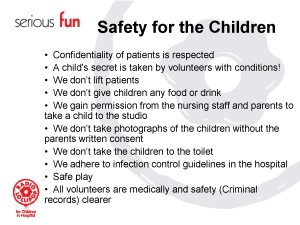 serious fun
Safety for the Children
• Confidentiality of patients is respected
• A child's secret is taken by volunteers with conditions!
• We don't lift patients
• We don't give children any food or drink
• We gain permission from the nursing staff and parents to
take a child to the studio
• We don't take photographs of the children without the
parents written consent
• We don't take the children to the toilet
• We adhere to infection control guidelines in the hospital
• Safe play
• All volunteers are medically and safety (Criminal
records) clearer
RADIO
LOLLIPOP
for Children
in Hospital